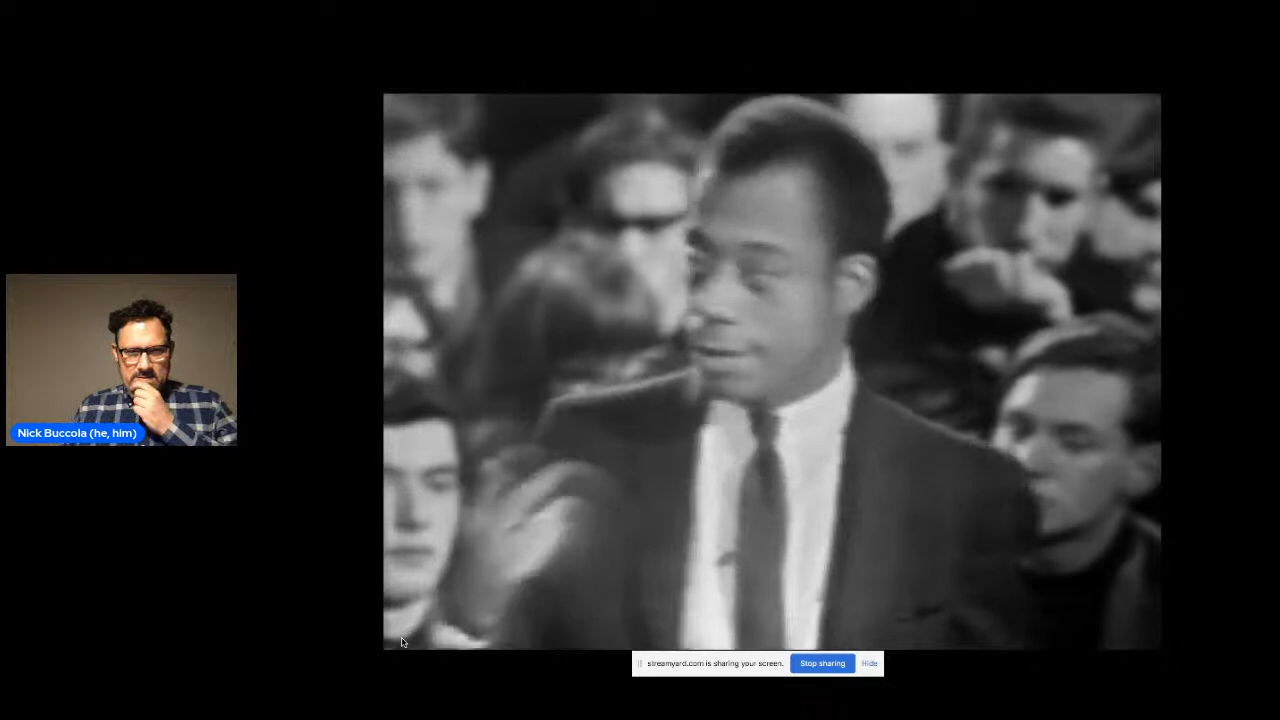 Nick Buccola (he, him)
streamyard.com is sharing your screen.
Stop sharing
Hide